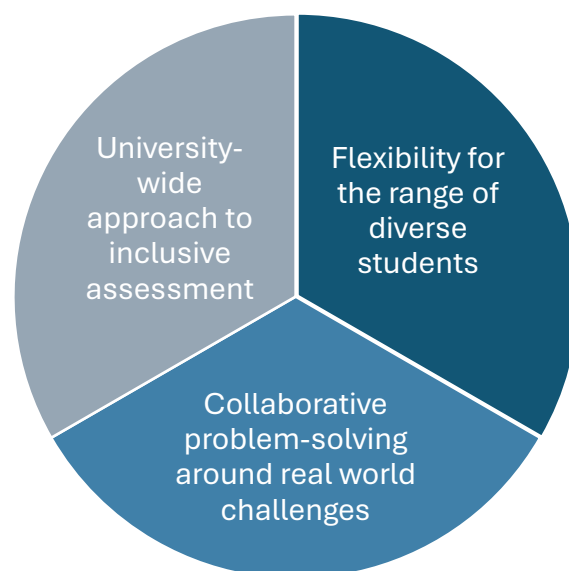 University-
wide
approach to
inclusive
assessment
Flexibility for
the range of
diverse
students
Collaborative
problem-solving
around real world
challenges